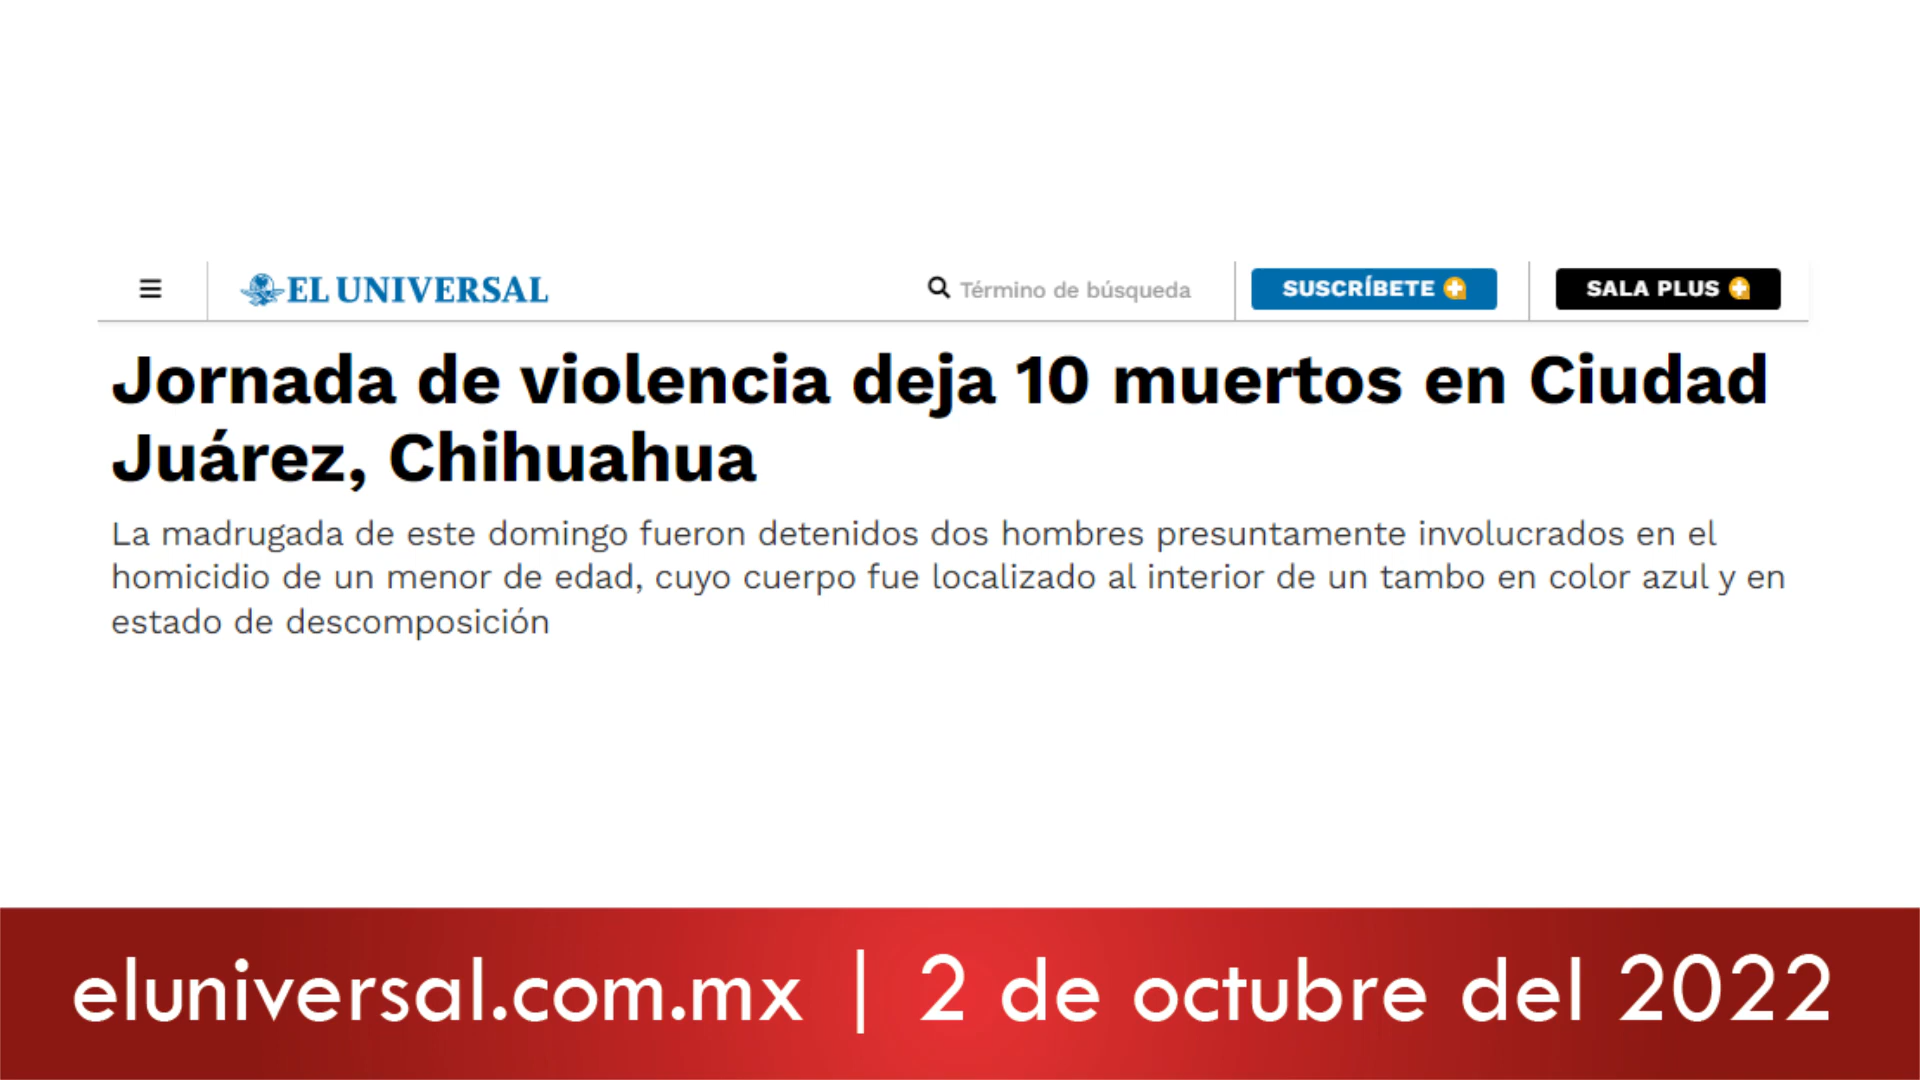 EL UNIVERSAL Término de búsqueda SUSCRÍBETE SALA PLUS
Jornada de violencia deja 10 muertos en Ciudad
Juárez, Chihuahua
La madrugada de este domingo fueron detenidos dos hombres presuntamente involucrados en el
homicidio de un menor de edad, cuyo cuerpo fue localizado al interior de un tambo en color azul y en
estado de descomposición
eluniversal.com.mx | 2 de octubre del 2022